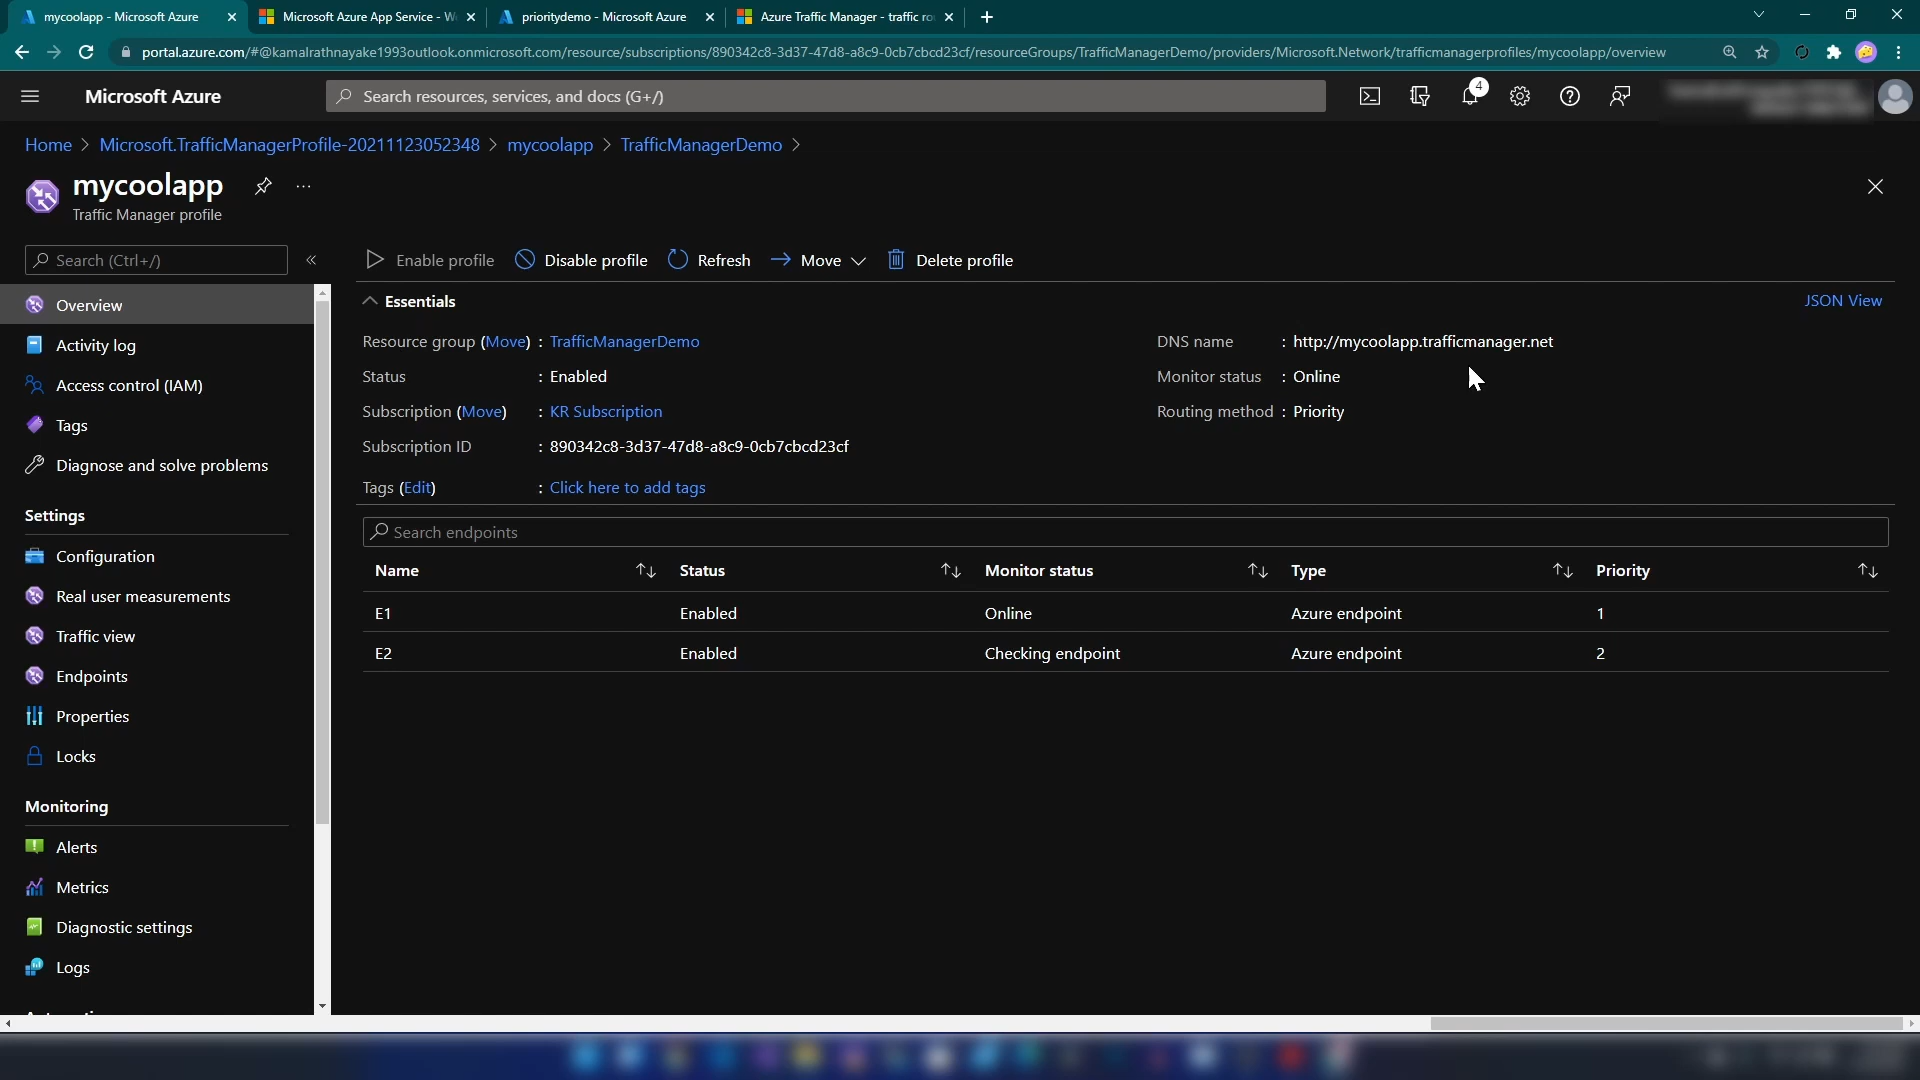 mycoolapp - Microsoft Azure
Microsoft Azure App Service - W
prioritydemo - Microsoft Azure
Azure Traffic Manager - traffic ro
portal.azure.com/#@kamalrathnayake1993outlook.onmicrosoft.com/resource/subscriptions/890342c8-3d37-47d8-a8c9-0cb7cbcd23cf/resourceGroups/TrafficManagerDemo/providers/Microsoft.Network/trafficmanagerprofiles/mycoolapp/overview
Microsoft Azure
Search resources, services, and docs (G+/)
4
Home > Microsoft.TrafficManagerProfile-20211123052348 > mycoolapp > TrafficManagerDemo >
mycoolapp
Traffic Manager profile
Search (Ctrl+/)
«
Overview
Activity log
Access control (IAM)
Tags
Diagnose and solve problems
Settings
Configuration
Real user measurements
Traffic view
Endpoints
Properties
Locks
Monitoring
Alerts
Metrics
Diagnostic settings
Logs
Enable profile
Disable profile
Refresh
Move
Delete profile
Essentials
JSON View
Resource group (Move) : TrafficManagerDemo
Status : Enabled
Subscription (Move) : KR Subscription
Subscription ID : 890342c8-3d37-47d8-a8c9-0cb7cbcd23cf
Tags (Edit) : Click here to add tags
DNS name : http://mycoolapp.trafficmanager.net
Monitor status : Online
Routing method : Priority
Search endpoints
Name Status Monitor status Type Priority
E1 Enabled Online Azure endpoint 1
E2 Enabled Checking endpoint Azure endpoint 2